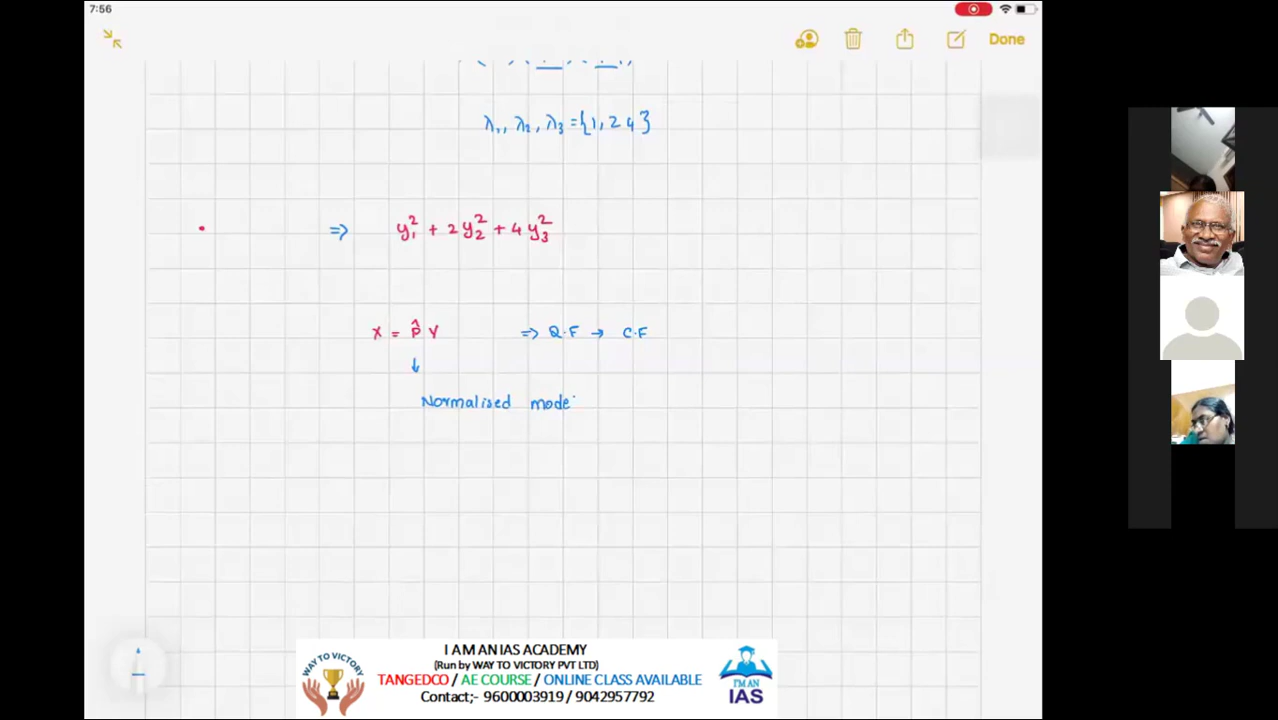 7:56
Done
λ₁, λ₂, λ₃ = {1, 2 4}
⇒ y₁² + 2y₂² + 4y₃²
X = P̂ Y ⇒ Q.F → C.F
↓
Normalised mode
WAY TO VICTORY
I A M AN IAS ACADEMY
(Run by WAY TO VICTORY PVT LTD)
TANGEDCO / AE COURSE / ONLINE CLASS AVAILABLE
Contact;- 9600003919 / 9042957792
I'M AN
IAS